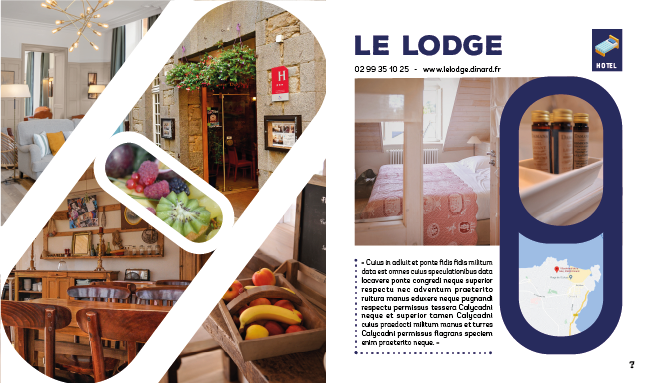 LE LODGE
HOTEL
02 99 35 10 25 - www.lelodge.dinard.fr
H
« Cuius in adiuit et ponte fidis fidis militum
data est omnes cuius speculationibus data
locavere ponte congredi neque superior
respectu nec adventum praeterito
ruitura manus eduxere neque pugnandi
respectu permissus tessera Calycadni
neque et superior tamen Calycadni
cuius praedocti militum manus et turres
Calycadni permissus flagrans speciem
enim praeterito neque. »
7